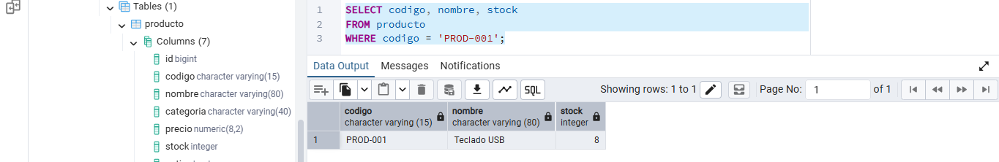 Tables (1)
producto
Columns (7)
id bigint
codigo character varying(15)
nombre character varying(80)
categoria character varying(40)
precio numeric(8,2)
stock integer
1 SELECT codigo, nombre, stock
2 FROM producto
3 WHERE codigo = 'PROD-001';
Data Output Messages Notifications
SQL Showing rows: 1 to 1 Page No: 1 of 1
codigo nombre stock
character varying (15) character varying (80) integer
1 PROD-001 Teclado USB 8